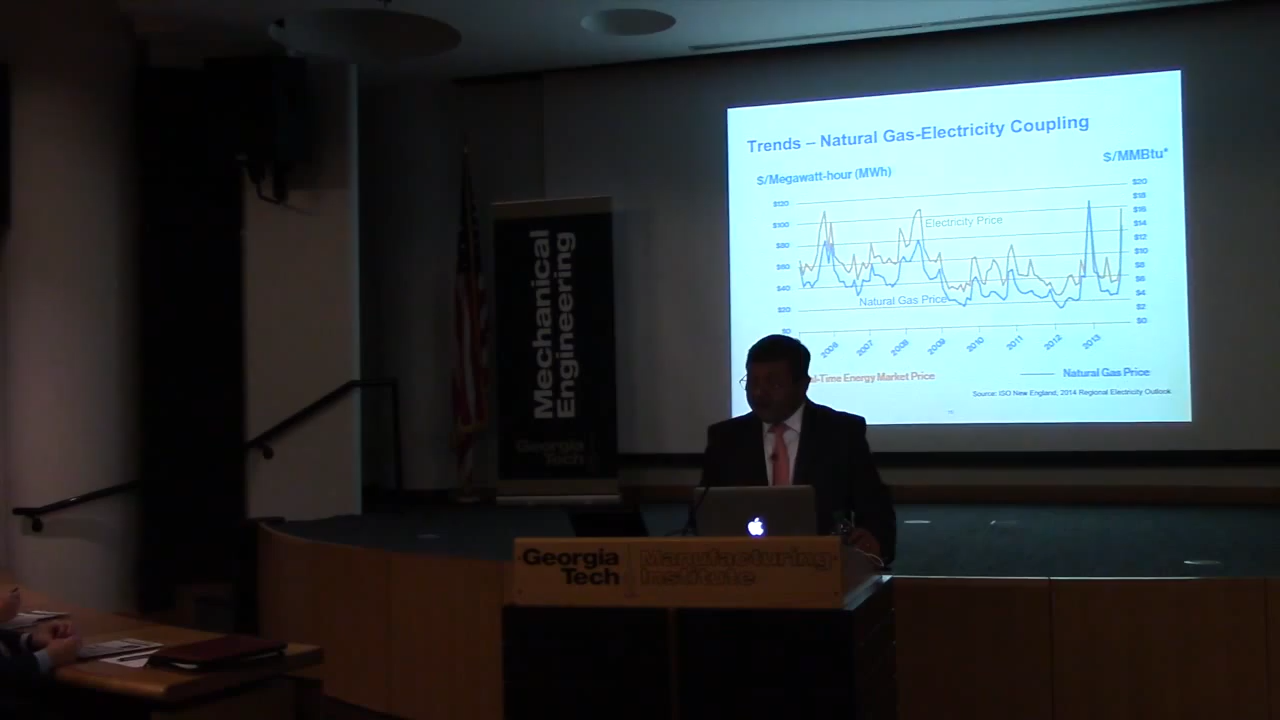 Trends – Natural Gas-Electricity Coupling
$/Megawatt-hour (MWh)
$/MMBtu*
$120
$100
$80
$60
$40
$20
$0
$20
$18
$16
$14
$12
$10
$8
$6
$4
$2
$0
Electricity Price
Natural Gas Price
2006
2007
2008
2009
2010
2011
2012
2013
l-Time Energy Market Price
Natural Gas Price
Source: ISO New England, 2014 Regional Electricity Outlook
Mechanical
Engineering
Georgia
Tech
Georgia
Tech
Manufacturing
Institute